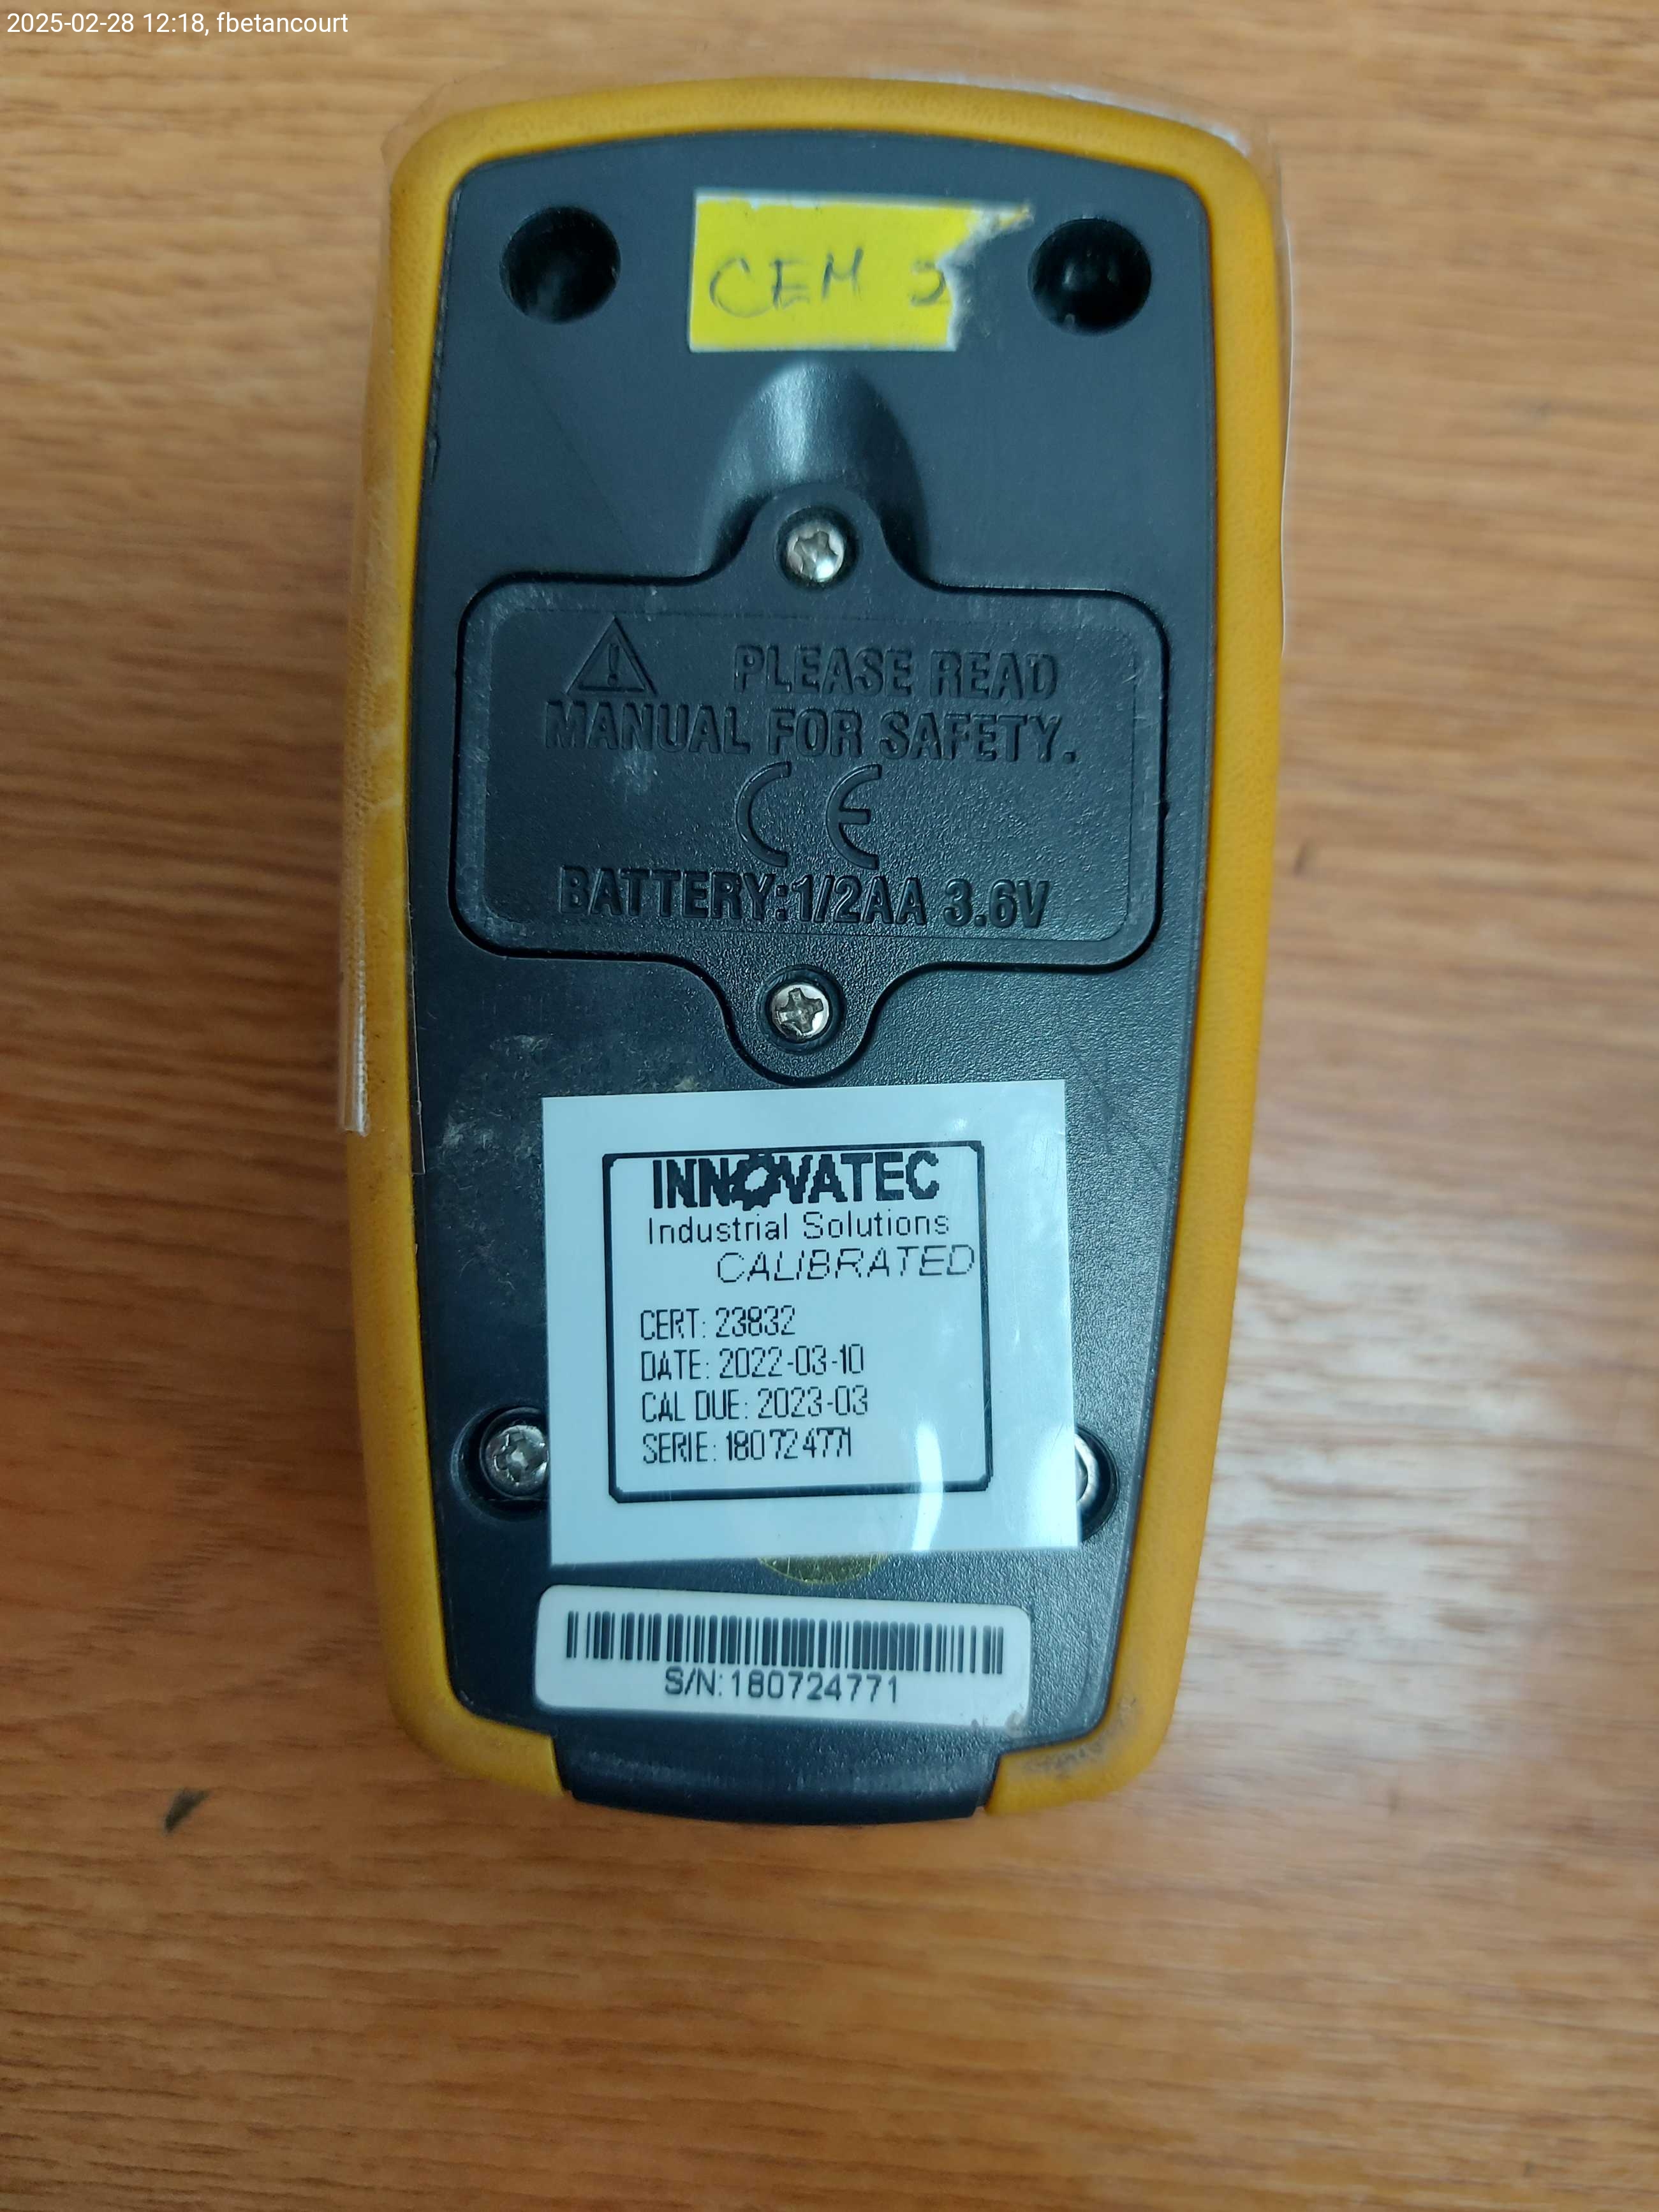 2025-02-28 12:18, fbetancourt
CEM 2
PLEASE READ
MANUAL FOR SAFETY.
CE
BATTERY:1/2AA 3.6V
INNOVATEC
Industrial Solutions
CALIBRATED
CERT: 23832
DATE: 2022-03-10
CAL DUE: 2023-03
SERIE: 180724771
S/N:180724771